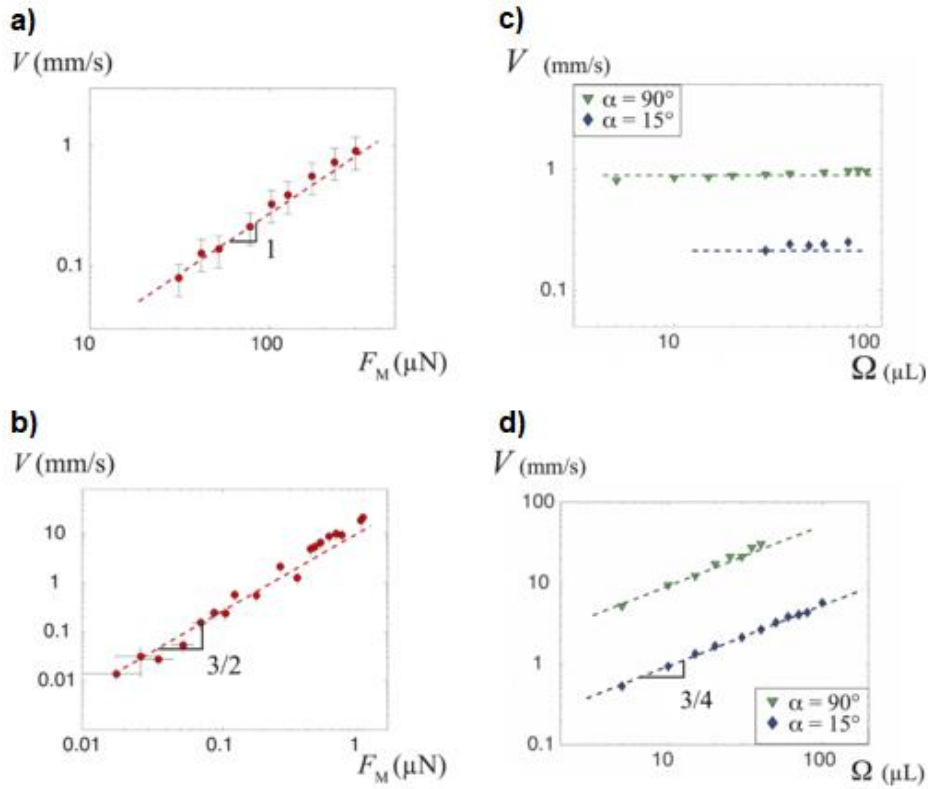 a)
V (mm/s)
1
0.1
1
10
100
F_M (µN)
b)
V (mm/s)
10
1
0.1
0.01
3/2
0.01
0.1
1
F_M (µN)
c)
V (mm/s)
α = 90°
α = 15°
1
0.1
10
100
Ω (µL)
d)
V (mm/s)
100
10
1
0.1
3/4
α = 90°
α = 15°
10
100
Ω (µL)